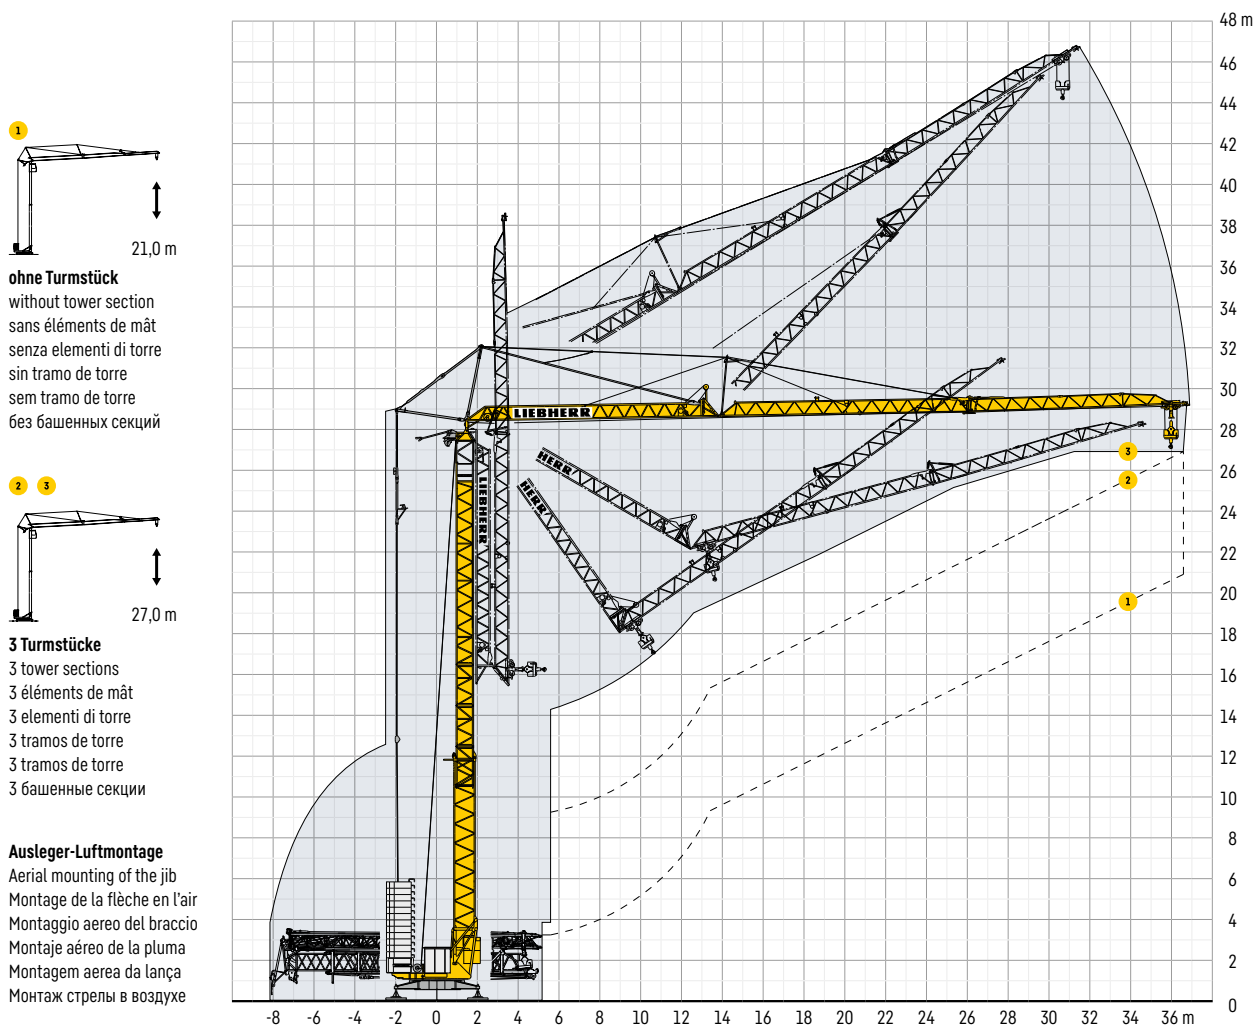 1
21,0 m
ohne Turmstück
without tower section
sans éléments de mât
senza elementi di torre
sin tramo de torre
sem tramo de torre
без башенных секций
2 3
27,0 m
3 Turmstücke
3 tower sections
3 éléments de mât
3 elementi di torre
3 tramos de torre
3 tramos de torre
3 башенные секции
Ausleger-Luftmontage
Aerial mounting of the jib
Montage de la flèche en l'air
Montaggio aereo del braccio
Montaje aéreo de la pluma
Montagem aerea da lança
Монтаж стрелы в воздухе
LIEBHERR
LIEBHERR
HERR
HERR
3
2
1
48 m
46
44
42
40
38
36
34
32
30
28
26
24
22
20
18
16
14
12
10
8
6
4
2
0
-8 -6 -4 -2 0 2 4 6 8 10 12 14 16 18 20 22 24 26 28 30 32 34 36 m